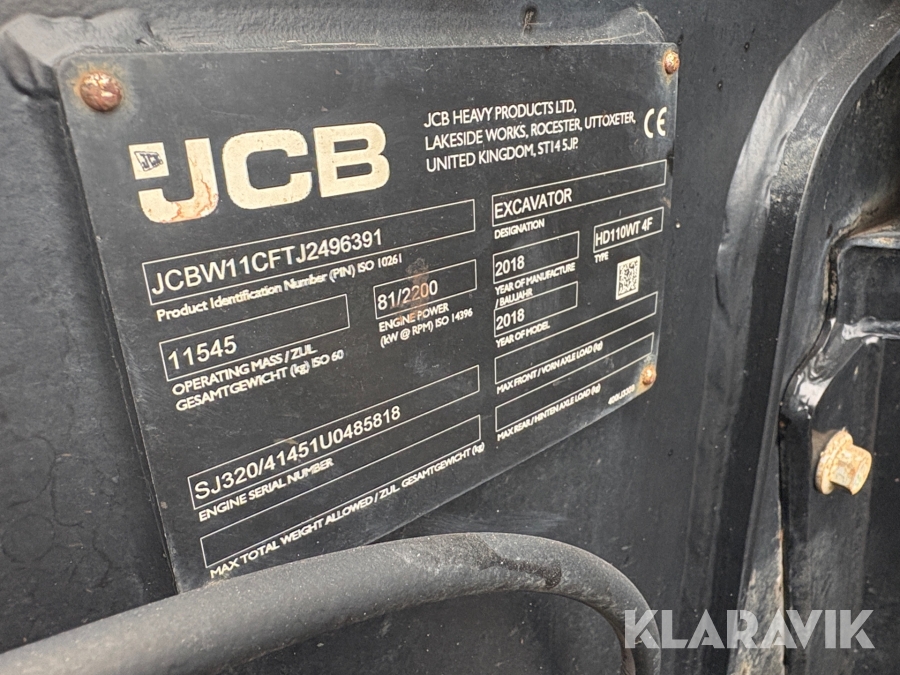 JCB
JCB HEAVY PRODUCTS LTD,
LAKESIDE WORKS, ROCESTER, UTTOXETER,
UNITED KINGDOM, ST14 5JP.
CE
JCBW11CFTJ2496391
Product Identification Number (PIN) ISO 10261
EXCAVATOR
DESIGNATION
11545
OPERATING MASS / ZUL.
GESAMTGEWICHT (kg) ISO 60
81/2200
ENGINE POWER
(kW @ RPM) ISO 14396
2018
YEAR OF MANUFACTURE
/ BAUJAHR
HD110WT 4F
TYPE
2018
YEAR OF MODEL
MAX FRONT / VORN AXLE LOAD (kg)
MAX REAR / HINTEN AXLE LOAD (kg)
SJ320/41451U0485818
ENGINE SERIAL NUMBER
MAX TOTAL WEIGHT ALLOWED / ZUL. GESAMTGEWICHT (kg)
KLARAVIK